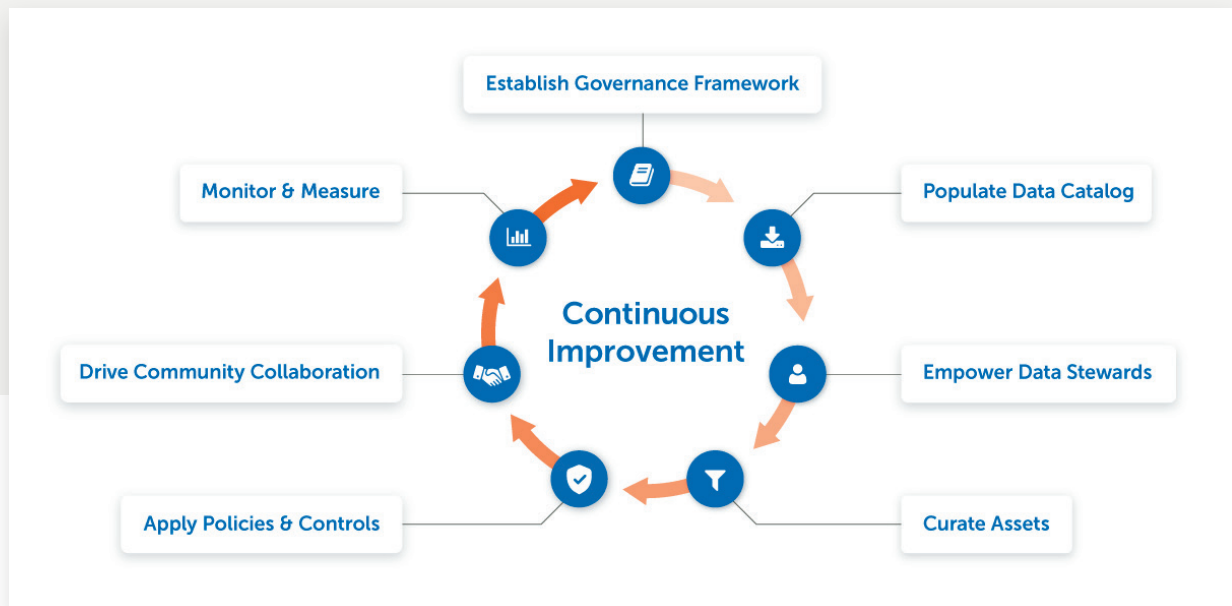 Establish Governance Framework
Monitor & Measure
Populate Data Catalog
Continuous
Improvement
Drive Community Collaboration
Empower Data Stewards
Apply Policies & Controls
Curate Assets